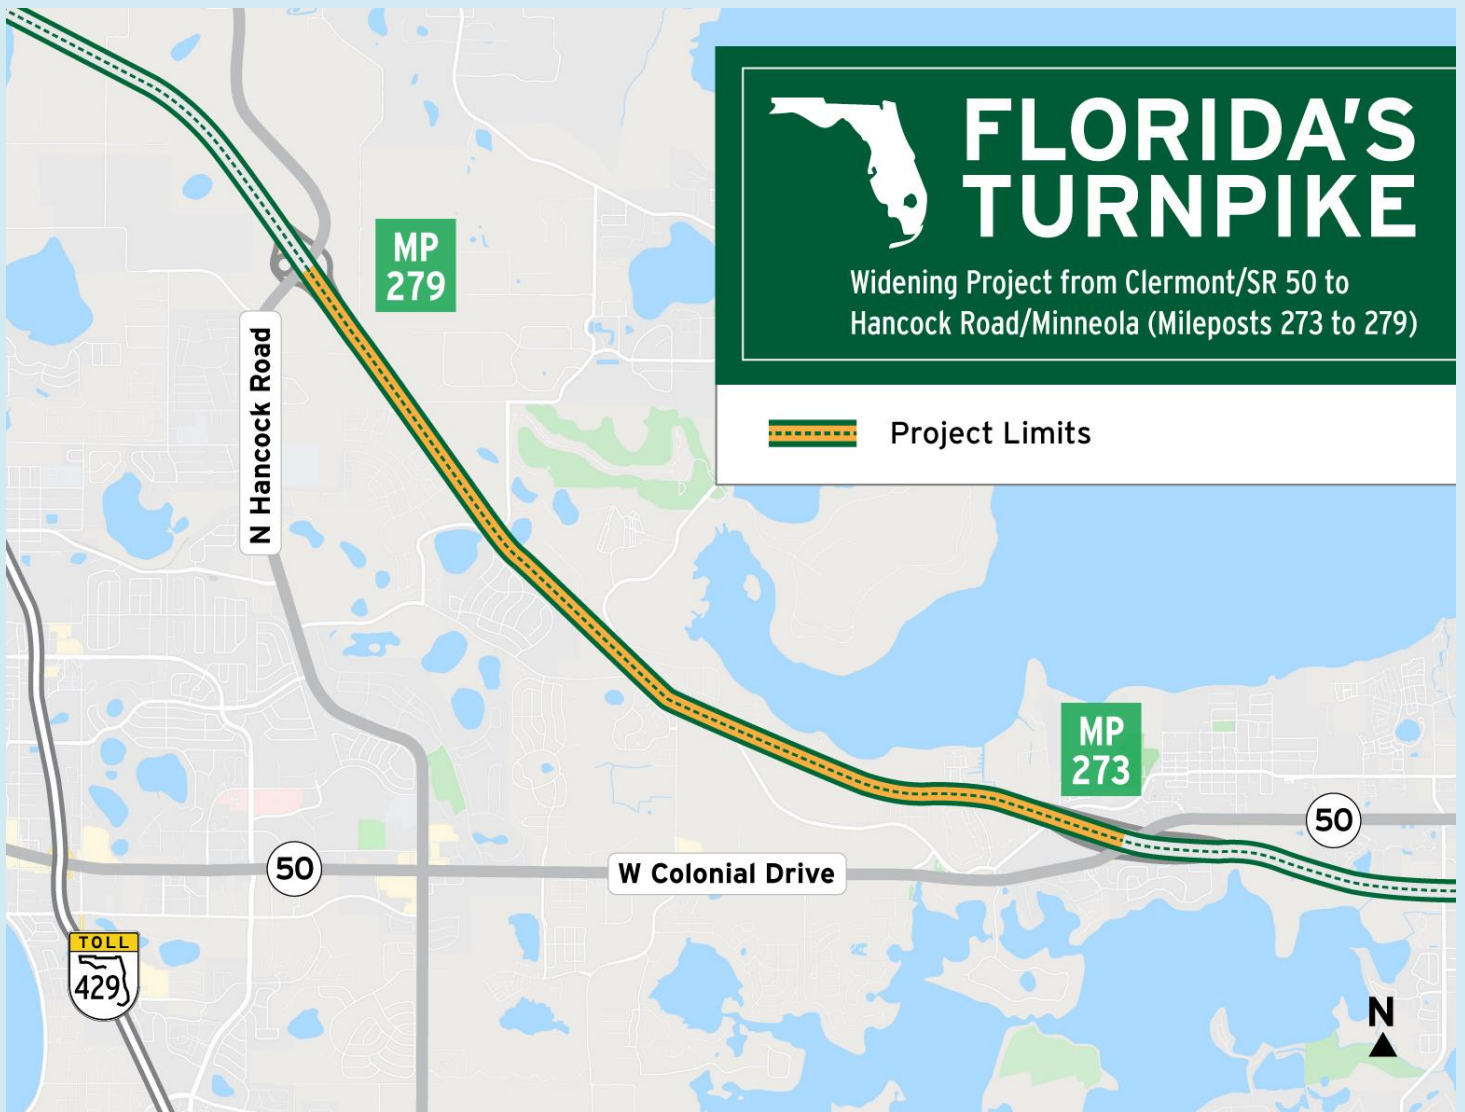 FLORIDA'S
TURNPIKE
Widening Project from Clermont/SR 50 to
Hancock Road/Minneola (Mileposts 273 to 279)
Project Limits
MP
279
N Hancock Road
MP
273
50
50
W Colonial Drive
TOLL
429
N